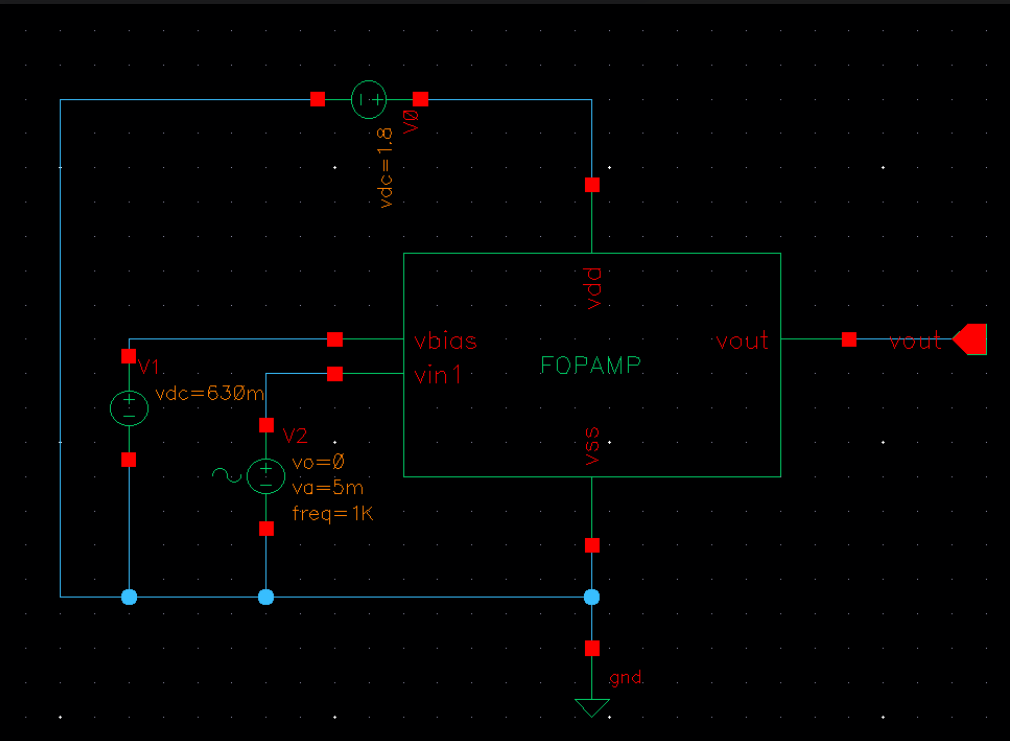 V0
vdc=1.8
vdd
vbias
vout
vout
FOPAMP
V1
vin1
vdc=630m
vss
V2
vo=0
va=5m
freq=1K
gnd